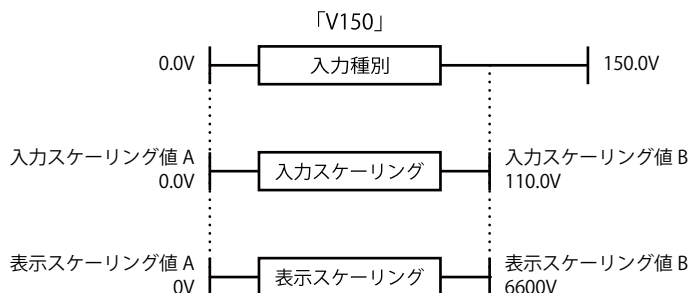 「V150」
0.0V
入力種別
150.0V
入力スケーリング値 A
0.0V
入力スケーリング
入力スケーリング値 B
110.0V
表示スケーリング値 A
0V
表示スケーリング
表示スケーリング値 B
6600V